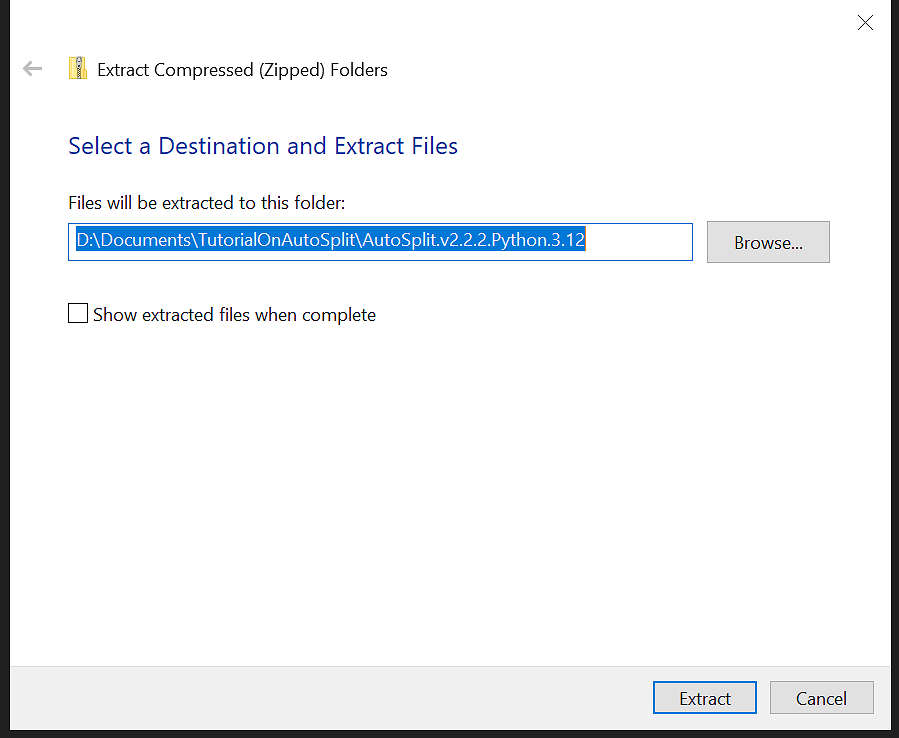 Extract Compressed (Zipped) Folders
Select a Destination and Extract Files
Files will be extracted to this folder:
D:\Documents\TutorialOnAutoSplit\AutoSplit.v2.2.2.Python.3.12
Browse...
Show extracted files when complete
Extract
Cancel